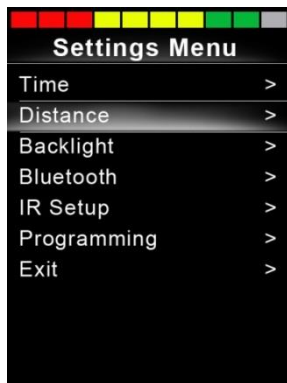 Settings Menu
Time >
Distance >
Backlight >
Bluetooth >
IR Setup >
Programming >
Exit >